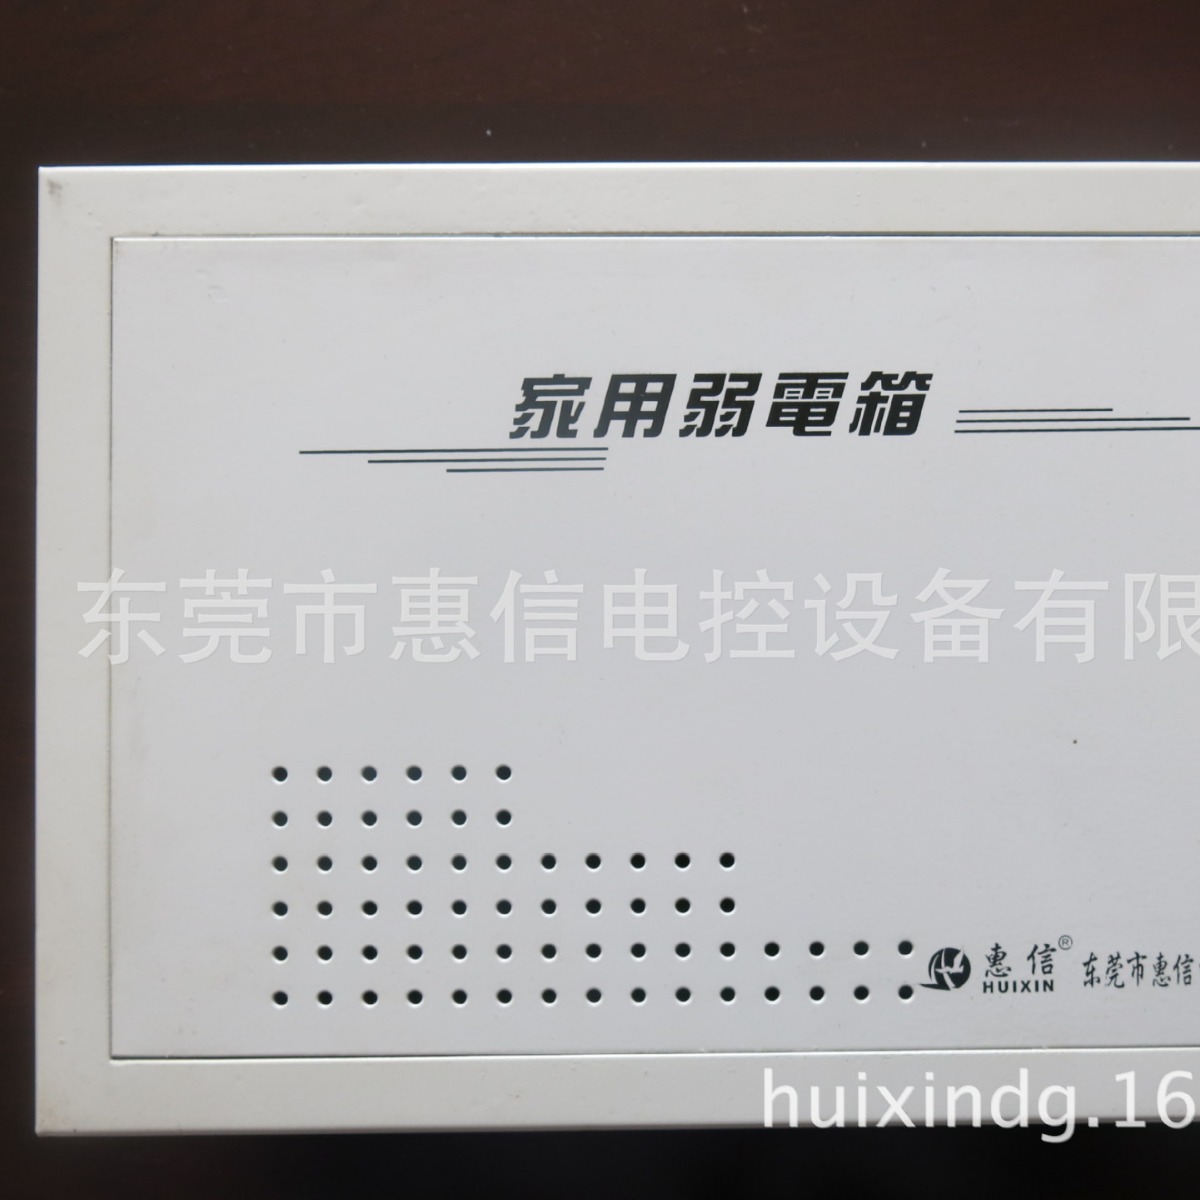 家用弱電箱
东莞市惠信电控设备有限
惠信®
HUIXIN
东莞市惠信
huixindg.16